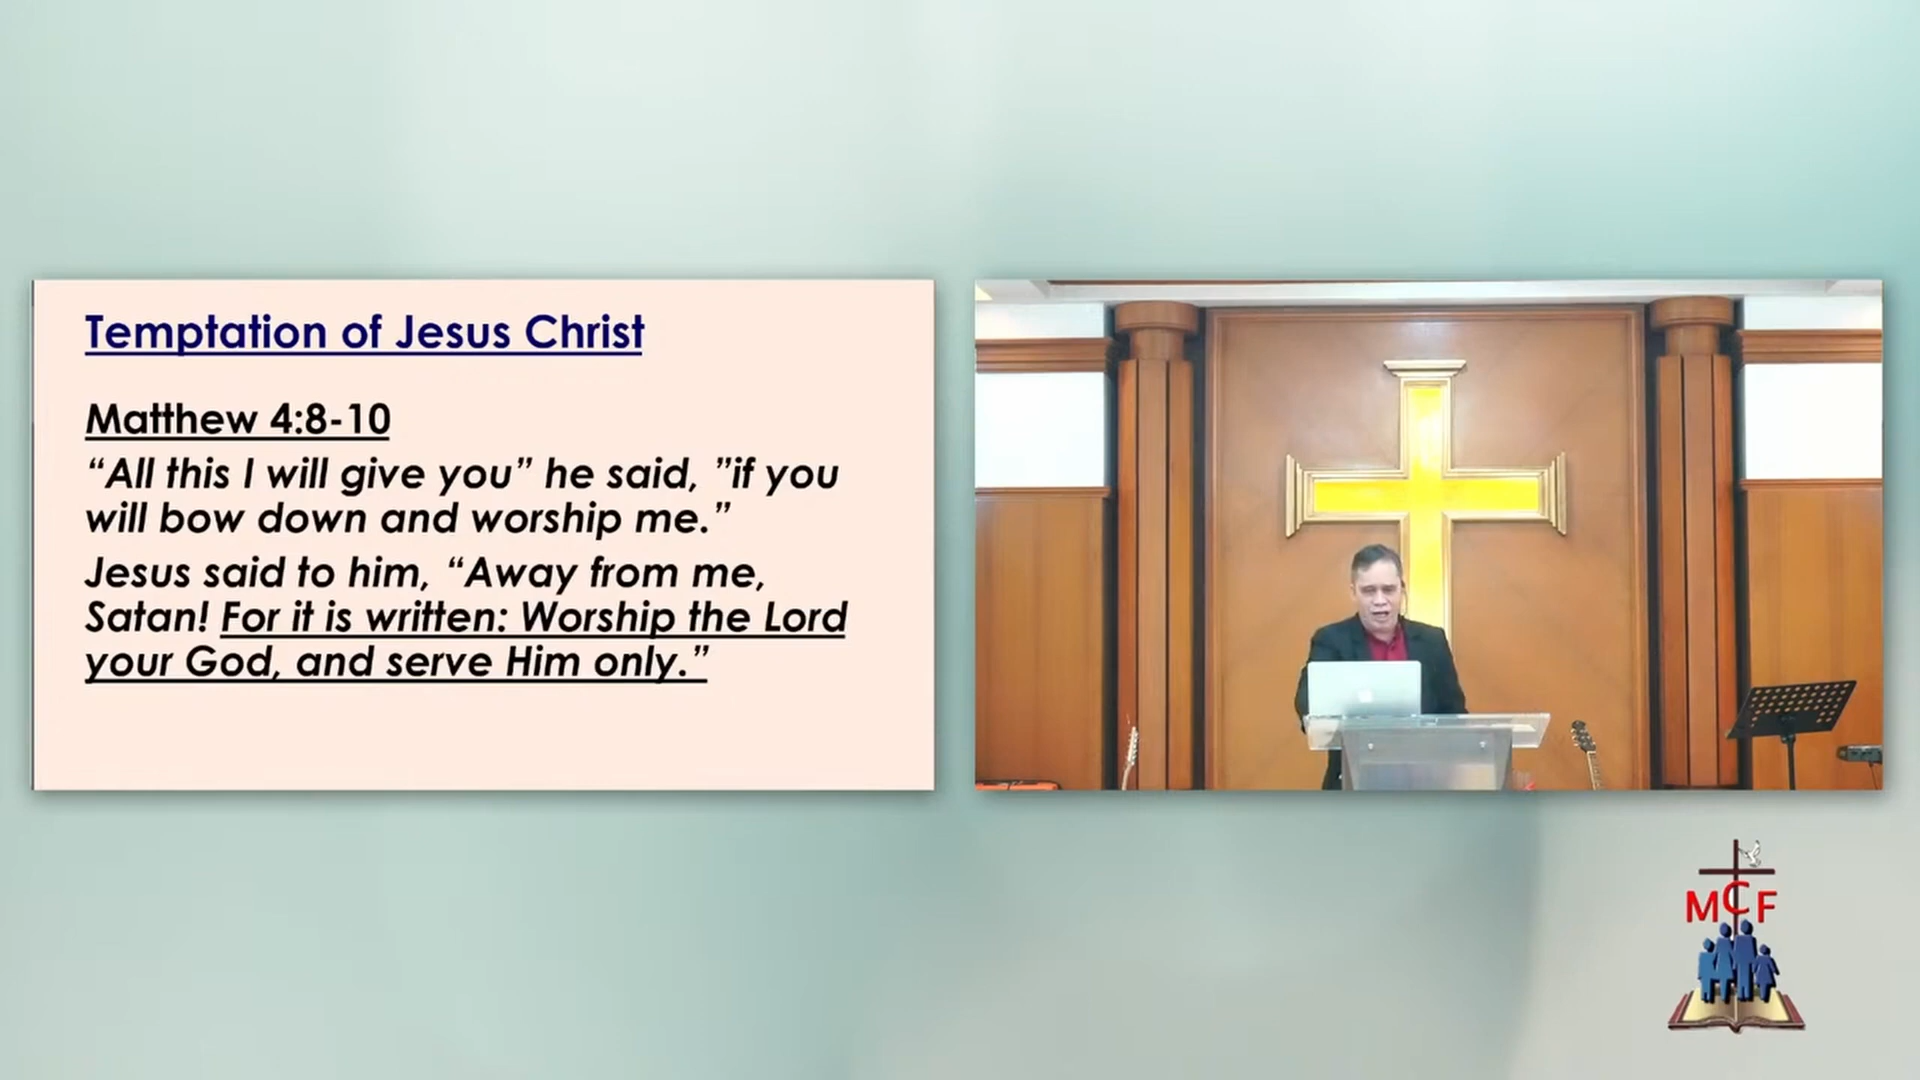 Temptation of Jesus Christ
Matthew 4:8-10
“All this I will give you” he said, ”if you
will bow down and worship me.”
Jesus said to him, “Away from me,
Satan! For it is written: Worship the Lord
your God, and serve Him only.”
MCF